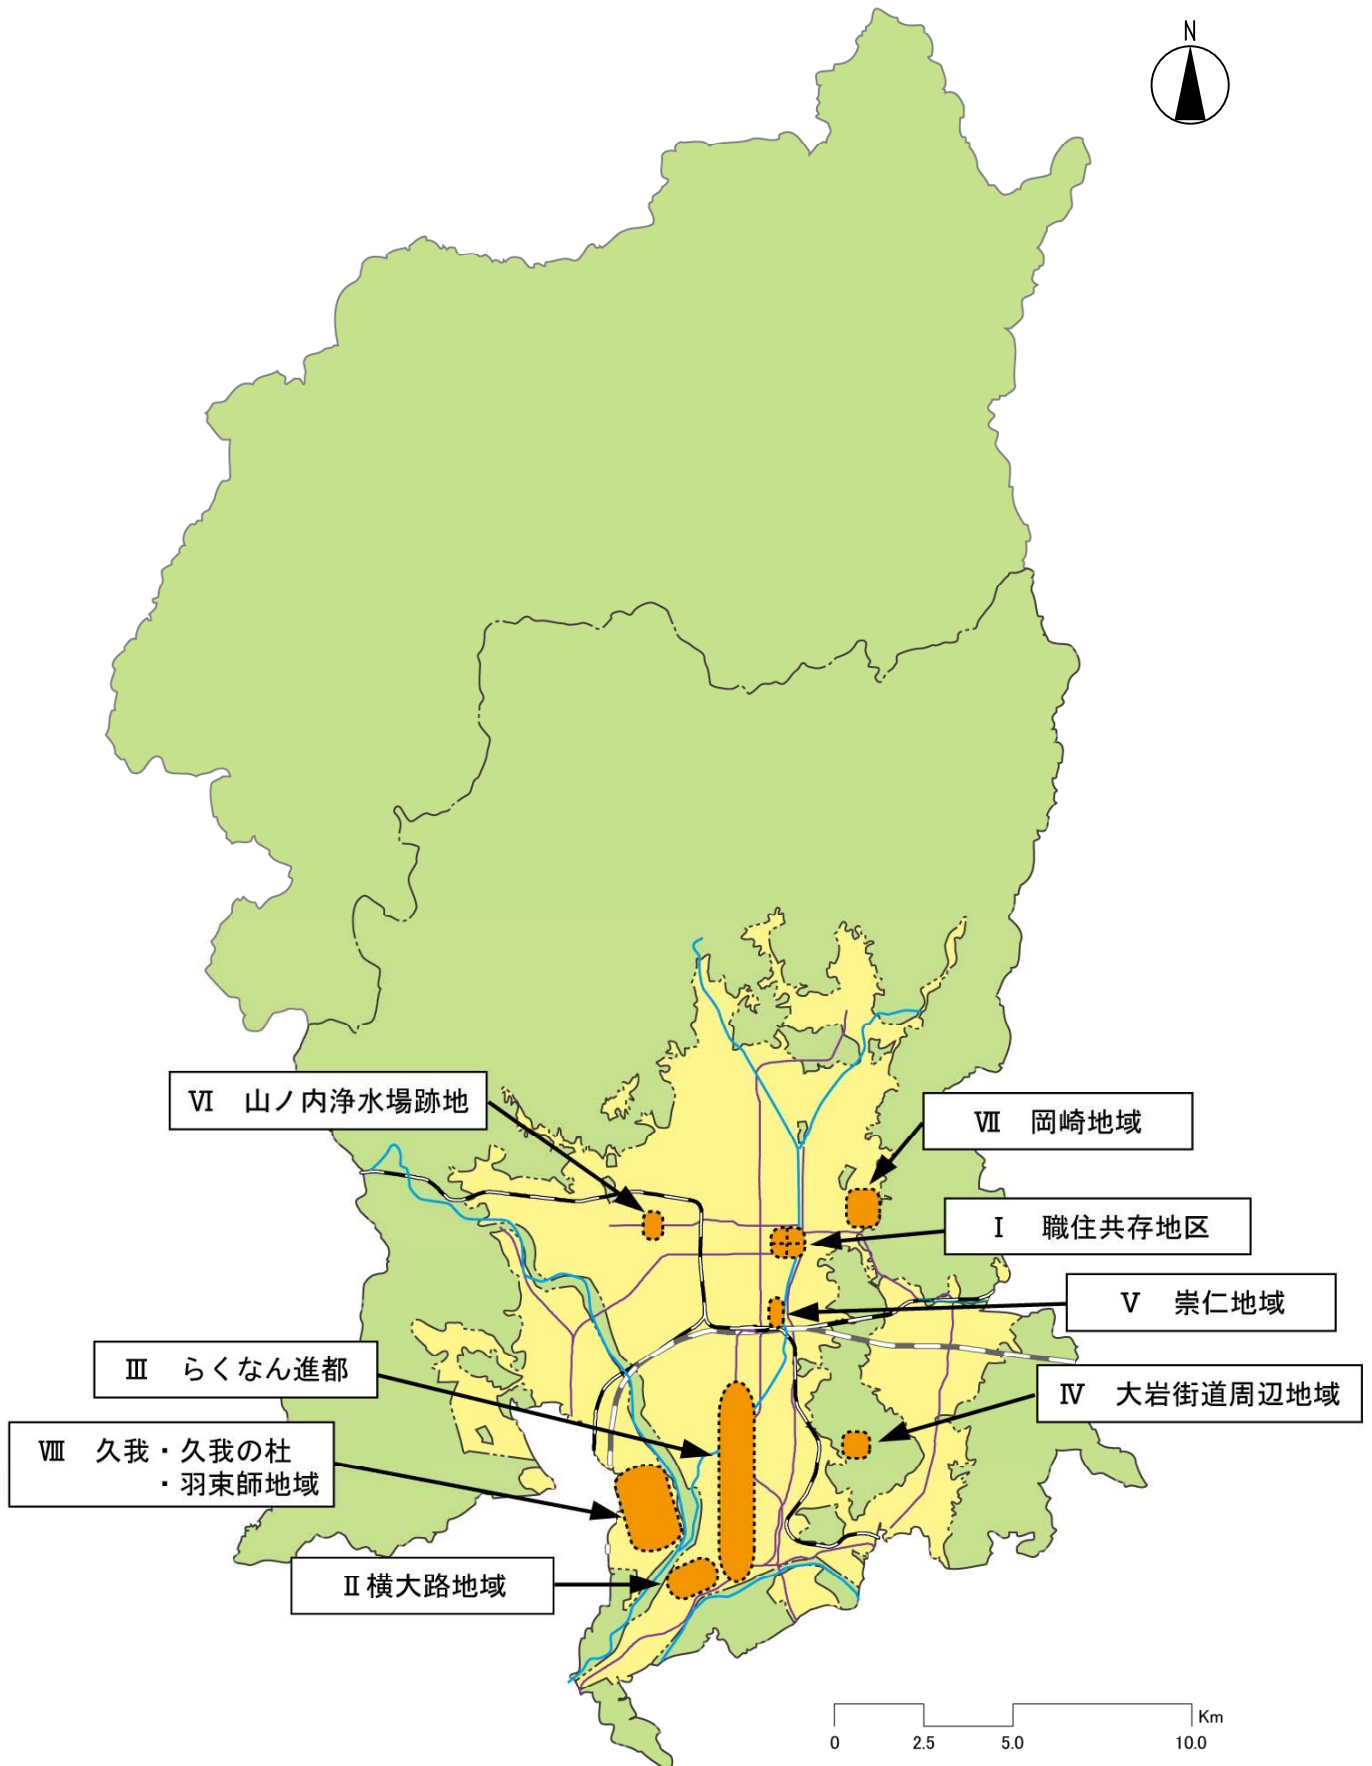 N
Ⅵ 山ノ内浄水場跡地
Ⅶ 岡崎地域
Ⅰ 職住共存地区
Ⅴ 崇仁地域
Ⅲ らくなん進都
Ⅳ 大岩街道周辺地域
Ⅷ 久我・久我の杜
・羽束師地域
Ⅱ横大路地域
Km
0 2.5 5.0 10.0